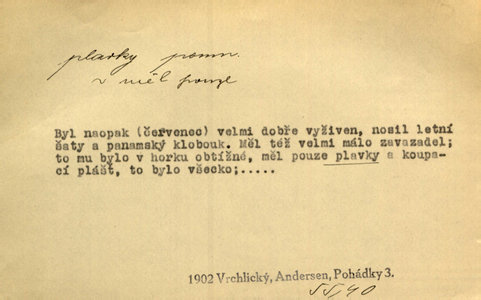 plavky pomn.
v měl pouze
Byl naopak (červenec) velmi dobře vyživen, nosil letní
šaty a panamský klobouk. Měl též velmi málo zavazadel;
to mu bylo v horku obtížné, měl pouze plavky a koupa-
cí plášť, to bylo všecko;.....
1902 Vrchlický, Andersen, Pohádky 3.
55/40